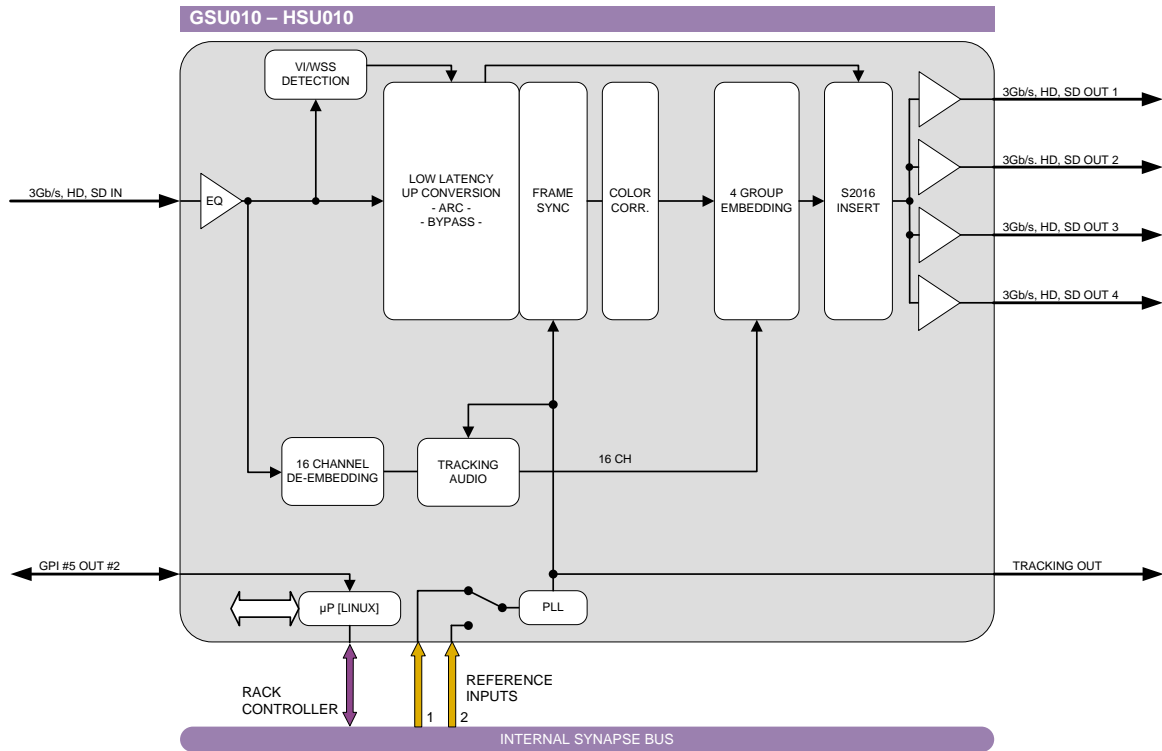 GSU010 – HSU010
VI/WSS
DETECTION
3Gb/s, HD, SD IN
EQ
LOW LATENCY
UP CONVERSION
- ARC -
- BYPASS -
FRAME
SYNC
COLOR
CORR.
4 GROUP
EMBEDDING
S2016
INSERT
3Gb/s, HD, SD OUT 1
3Gb/s. HD, SD OUT 2
3Gb/s, HD, SD OUT 3
3Gb/s, HD, SD OUT 4
16 CHANNEL
DE-EMBEDDING
TRACKING
AUDIO
16 CH
GPI #5 OUT #2
TRACKING OUT
µP [LINUX]
PLL
RACK
CONTROLLER
REFERENCE
INPUTS
1
2
INTERNAL SYNAPSE BUS